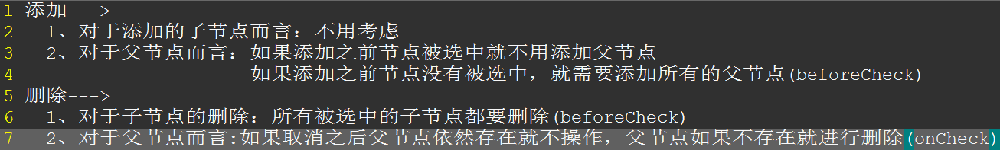 1 添加--->
2   1、对于添加的子节点而言：不用考虑
3   2、对于父节点而言：如果添加之前节点被选中就不用添加父节点
4                      如果添加之前节点没有被选中，就需要添加所有的父节点(beforeCheck)
5 删除--->
6   1、对于子节点的删除：所有被选中的子节点都要删除(beforeCheck)
7   2、对于父节点而言:如果取消之后父节点依然存在就不操作，父节点如果不存在就进行删除(onCheck)